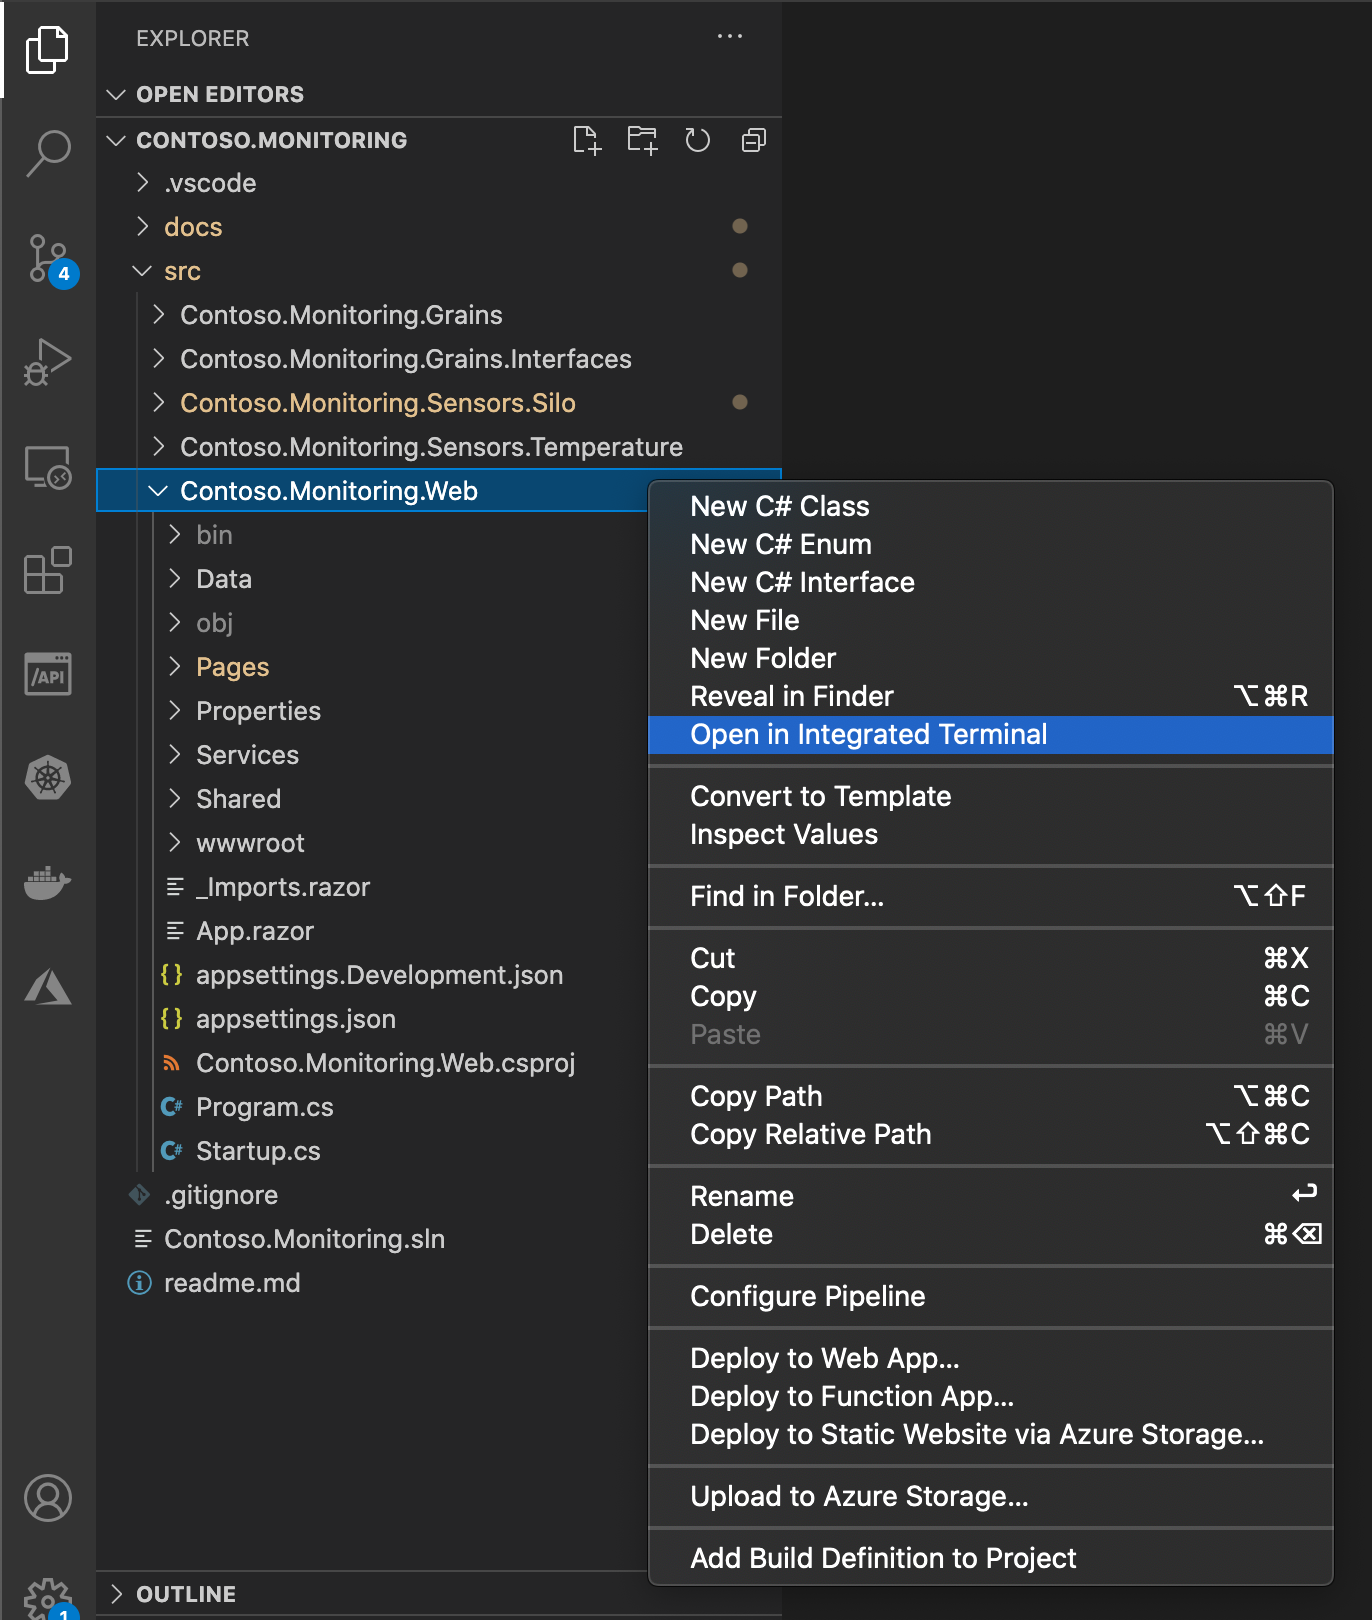 EXPLORER
OPEN EDITORS
CONTOSO.MONITORING
.vscode
docs
src
Contoso.Monitoring.Grains
Contoso.Monitoring.Grains.Interfaces
Contoso.Monitoring.Sensors.Silo
Contoso.Monitoring.Sensors.Temperature
Contoso.Monitoring.Web
bin
Data
obj
Pages
Properties
Services
Shared
wwwroot
_Imports.razor
App.razor
{} appsettings.Development.json
{} appsettings.json
Contoso.Monitoring.Web.csproj
C# Program.cs
C# Startup.cs
.gitignore
Contoso.Monitoring.sln
readme.md
OUTLINE
4
/API
1
New C# Class
New C# Enum
New C# Interface
New File
New Folder
Reveal in Finder ⌥⌘R
Open in Integrated Terminal
Convert to Template
Inspect Values
Find in Folder... ⌥⇧F
Cut ⌘X
Copy ⌘C
Paste ⌘V
Copy Path ⌥⌘C
Copy Relative Path ⌥⇧⌘C
Rename ↩
Delete ⌘⌫
Configure Pipeline
Deploy to Web App...
Deploy to Function App...
Deploy to Static Website via Azure Storage...
Upload to Azure Storage...
Add Build Definition to Project